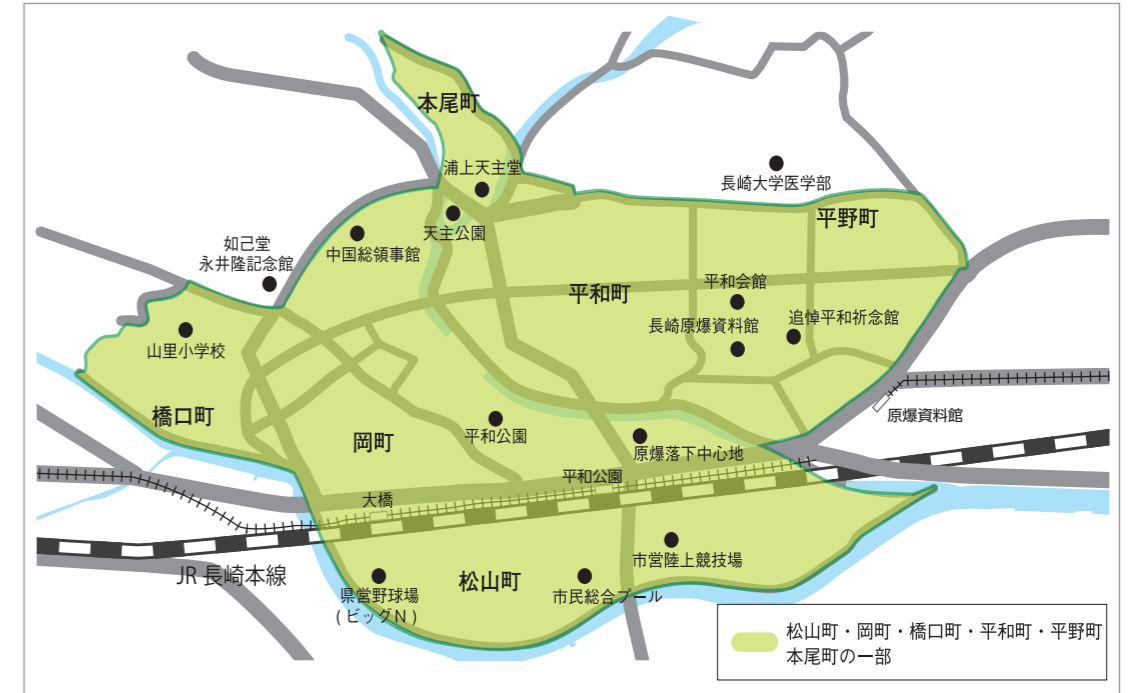 本尾町
浦上天主堂
長崎大学医学部
天主公園
平野町
如己堂
永井隆記念館
中国総領事館
平和会館
平和町
長崎原爆資料館
追悼平和祈念館
山里小学校
橋口町
岡町
平和公園
原爆資料館
原爆落下中心地
平和公園
大橋
市営陸上競技場
JR 長崎本線
県営野球場
( ビッグN )
松山町
市民総合プール
松山町・岡町・橋口町・平和町・平野町
本尾町の一部